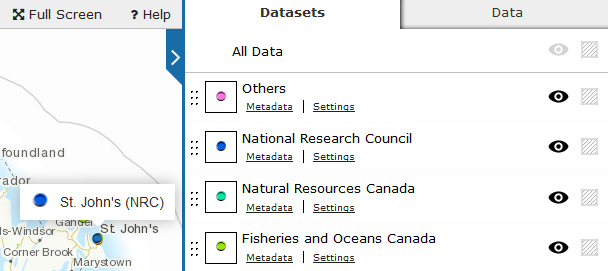 Full Screen
? Help
Datasets
Data
All Data
Others
Metadata | Settings
National Research Council
Metadata | Settings
Natural Resources Canada
Metadata | Settings
Fisheries and Oceans Canada
Metadata | Settings
foundland
rador
St. John's (NRC)
Gander
St. John's
ls-Windsor
Corner Brook
Marystown